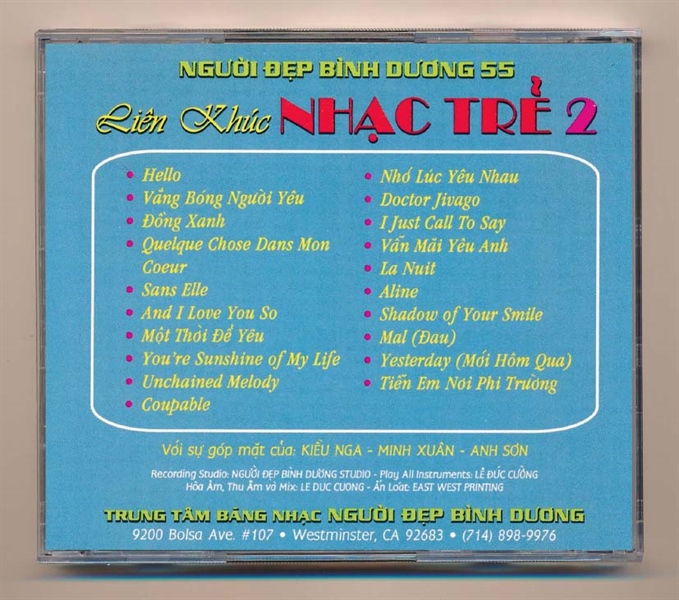 NGƯỜI ĐẸP BÌNH DƯƠNG 55
Liên Khúc NHẠC TRẺ 2
• Hello
• Vắng Bóng Người Yêu
• Đồng Xanh
• Quelque Chose Dans Mon
Coeur
• Sans Elle
• And I Love You So
• Một Thời Để Yêu
• You're Sunshine of My Life
• Unchained Melody
• Coupable
• Nhớ Lúc Yêu Nhau
• Doctor Jivago
• I Just Call To Say
• Vẫn Mãi Yêu Anh
• La Nuit
• Aline
• Shadow of Your Smile
• Mal (Đau)
• Yesterday (Mới Hôm Qua)
• Tiễn Em Nơi Phi Trường
Với sự góp mặt của: KIỀU NGA - MINH XUÂN - ANH SƠN
Recording Studio: NGƯỜI ĐẸP BÌNH DƯƠNG STUDIO - Play All Instruments: LÊ ĐỨC CƯỜNG
Hòa Âm, Thu Âm và Mix: LE DUC CUONG - Ấn Loát: EAST WEST PRINTING
TRUNG TÂM BĂNG NHẠC NGƯỜI ĐẸP BÌNH DƯƠNG
9200 Bolsa Ave. #107 • Westminster, CA 92683 • (714) 898-9976